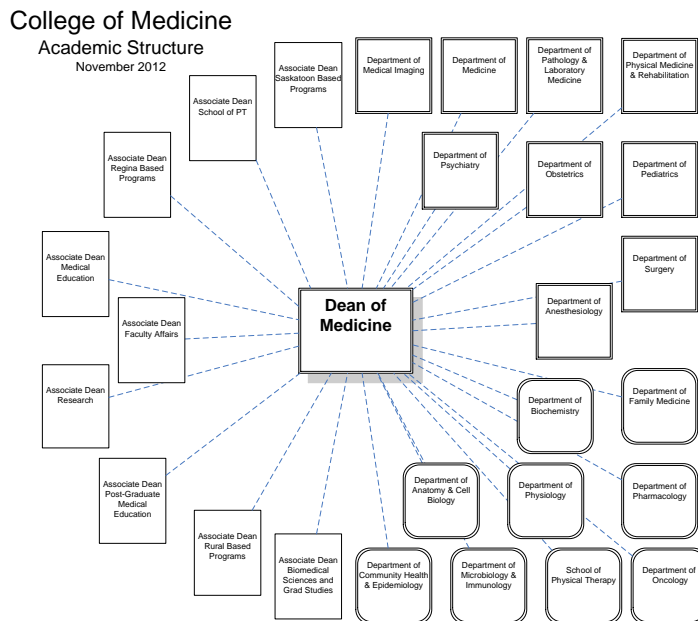 College of Medicine
Academic Structure
November 2012
Associate Dean
Saskatoon Based
Programs
Department of
Medical Imaging
Department of
Medicine
Department of
Pathology &
Laboratory
Medicine
Department of
Physical Medicine
& Rehabilitation
Associate Dean
School of PT
Associate Dean
Regina Based
Programs
Department of
Psychiatry
Department of
Obstetrics
Department of
Pediatrics
Associate Dean
Medical
Education
Department of
Surgery
Associate Dean
Faculty Affairs
Dean of
Medicine
Department of
Anesthesiology
Associate Dean
Research
Department of
Biochemistry
Department of
Family Medicine
Associate Dean
Post-Graduate
Medical
Education
Department of
Anatomy & Cell
Biology
Department of
Physiology
Department of
Pharmacology
Associate Dean
Rural Based
Programs
Associate Dean
Biomedical
Sciences and
Grad Studies
Department of
Community Health
& Epidemiology
Department of
Microbiology &
Immunology
School of
Physical Therapy
Department of
Oncology